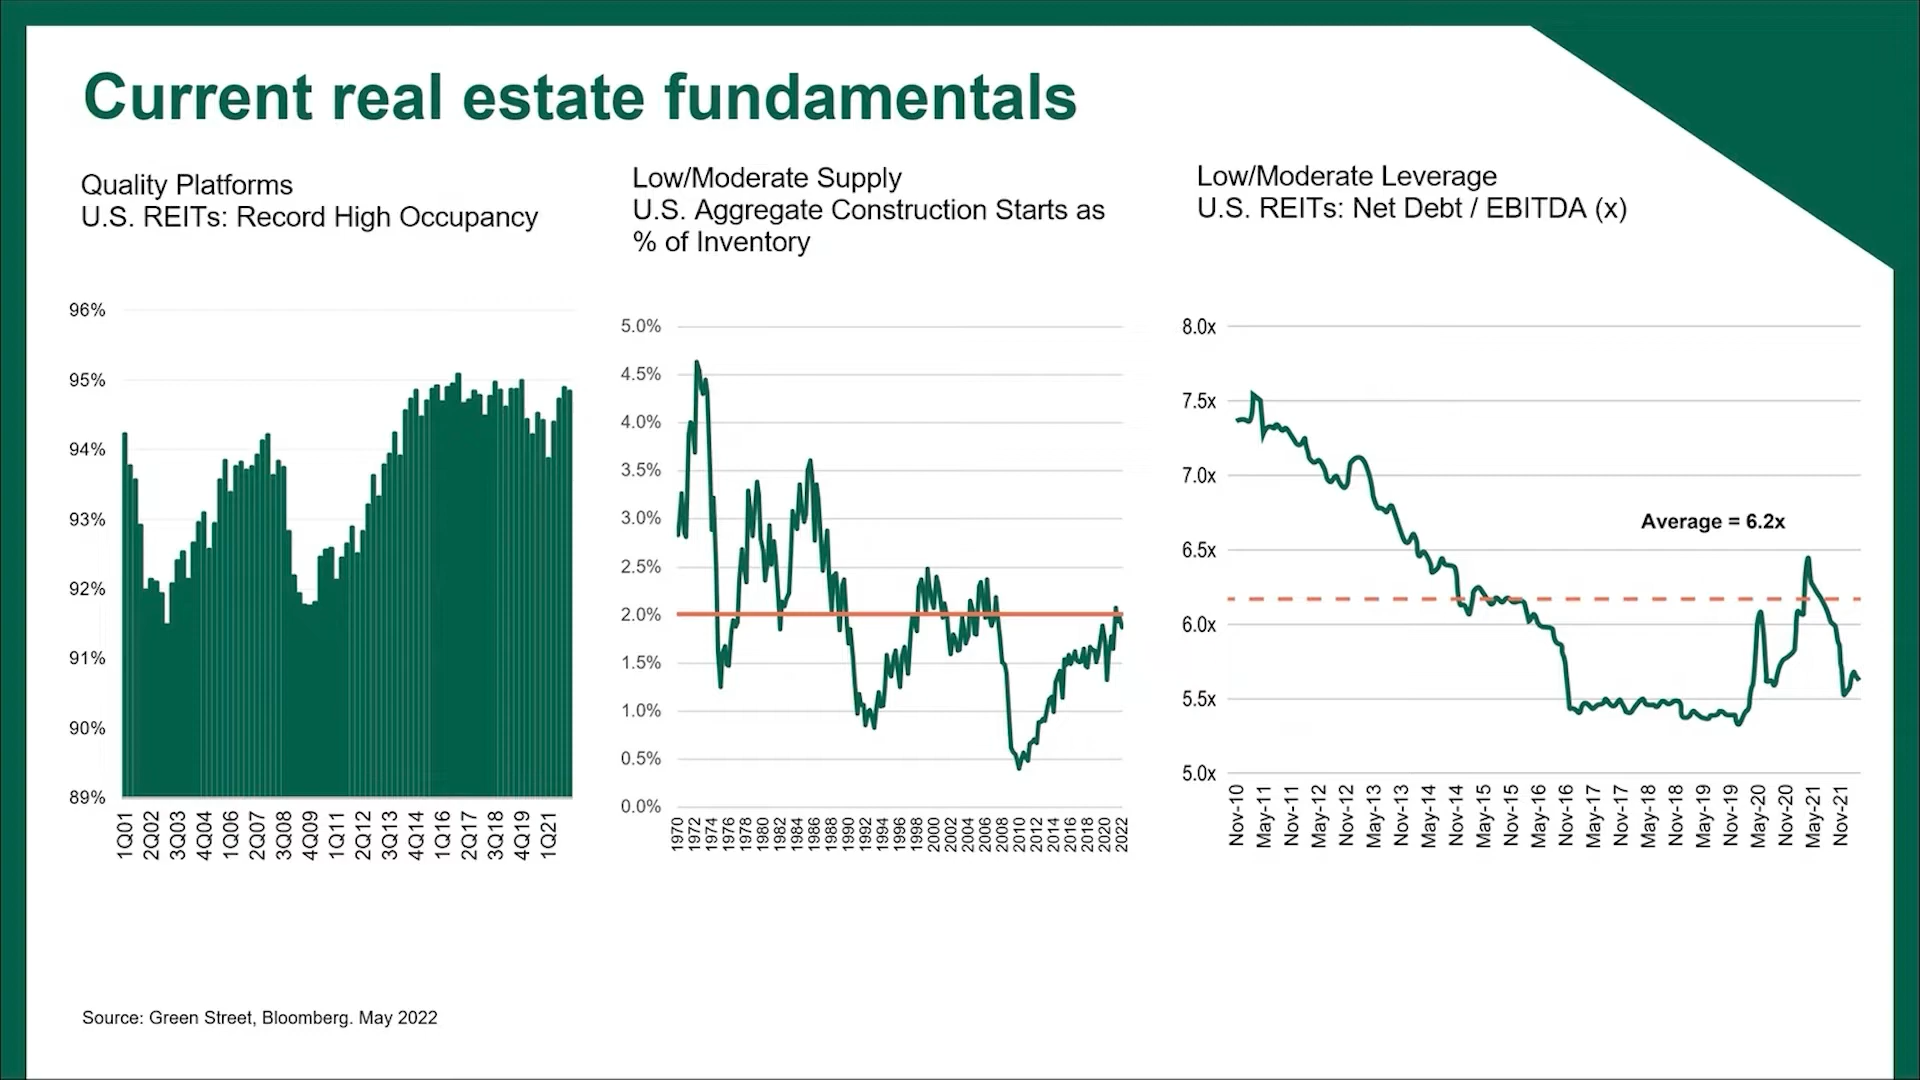 Current real estate fundamentals
Quality Platforms
U.S. REITs: Record High Occupancy
96%
95%
94%
93%
92%
91%
90%
89%
1Q01
2Q02
3Q03
4Q04
1Q06
2Q07
3Q08
4Q09
1Q11
2Q12
3Q13
4Q14
1Q16
2Q17
3Q18
4Q19
1Q21
Low/Moderate Supply
U.S. Aggregate Construction Starts as
% of Inventory
5.0%
4.5%
4.0%
3.5%
3.0%
2.5%
2.0%
1.5%
1.0%
0.5%
0.0%
1970
1972
1974
1976
1978
1980
1982
1984
1986
1988
1990
1992
1994
1996
1998
2000
2002
2004
2006
2008
2010
2012
2014
2016
2018
2020
2022
Low/Moderate Leverage
U.S. REITs: Net Debt / EBITDA (x)
8.0x
7.5x
7.0x
6.5x
6.0x
5.5x
5.0x
Average = 6.2x
Nov-10
May-11
Nov-11
May-12
Nov-12
May-13
Nov-13
May-14
Nov-14
May-15
Nov-15
May-16
Nov-16
May-17
Nov-17
May-18
Nov-18
May-19
Nov-19
May-20
Nov-20
May-21
Nov-21
Source: Green Street, Bloomberg. May 2022